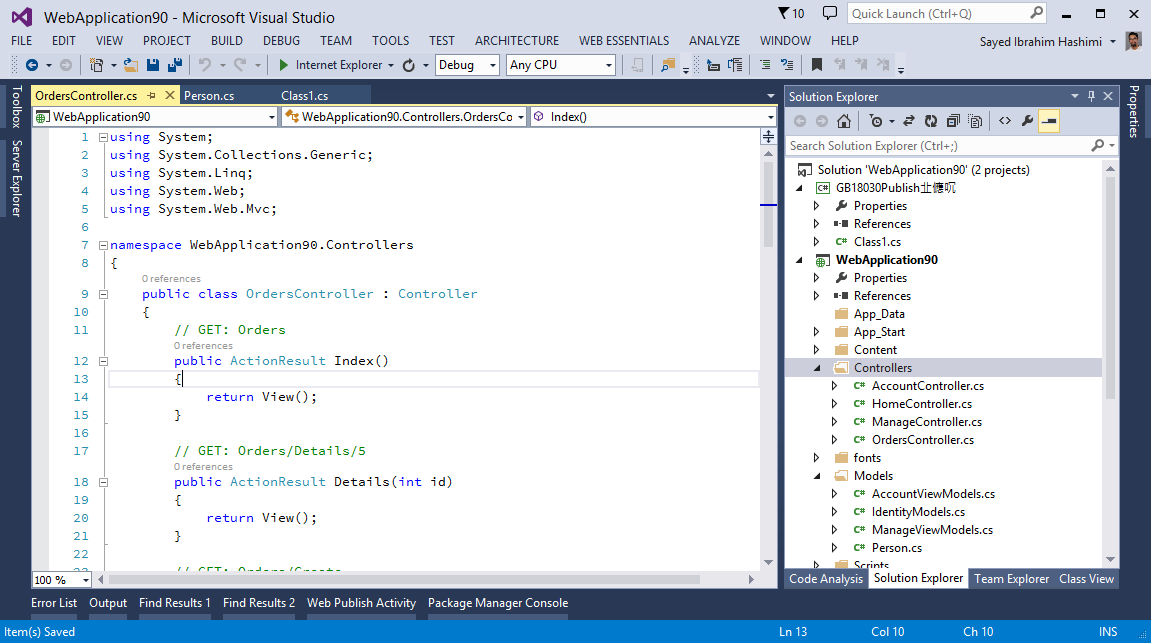 WebApplication90 - Microsoft Visual Studio
10
Quick Launch (Ctrl+Q)
FILE EDIT VIEW PROJECT BUILD DEBUG TEAM TOOLS TEST ARCHITECTURE WEB ESSENTIALS ANALYZE WINDOW HELP
Sayed Ibrahim Hashimi
Internet Explorer Debug Any CPU
Toolbox
Server Explorer
OrdersController.cs Person.cs Class1.cs
WebApplication90 WebApplication90.Controllers.OrdersCo Index()
1 using System;
2 using System.Collections.Generic;
3 using System.Linq;
4 using System.Web;
5 using System.Web.Mvc;
6
7 namespace WebApplication90.Controllers
8 {
0 references
9 public class OrdersController : Controller
10 {
11 // GET: Orders
0 references
12 public ActionResult Index()
13 {
14 return View();
15 }
16
17 // GET: Orders/Details/5
0 references
18 public ActionResult Details(int id)
19 {
20 return View();
21 }
22
23 // GET: Orders/Create
100 %
Solution Explorer
Search Solution Explorer (Ctrl+;)
Solution 'WebApplication90' (2 projects)
GB18030Publish
Properties
References
Class1.cs
WebApplication90
Properties
References
App_Data
App_Start
Content
Controllers
AccountController.cs
HomeController.cs
ManageController.cs
OrdersController.cs
fonts
Models
AccountViewModels.cs
IdentityModels.cs
ManageViewModels.cs
Person.cs
Scripts
Code Analysis Solution Explorer Team Explorer Class View
Properties
Error List Output Find Results 1 Find Results 2 Web Publish Activity Package Manager Console
Item(s) Saved Ln 13 Col 10 Ch 10 INS